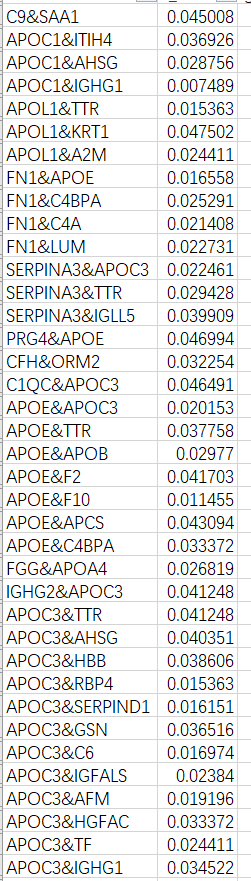 C9&SAA1 0.045008
APOC1&ITIH4 0.036926
APOC1&AHSG 0.028756
APOC1&IGHG1 0.007489
APOL1&TTR 0.015363
APOL1&KRT1 0.047502
APOL1&A2M 0.024411
FN1&APOE 0.016558
FN1&C4BPA 0.025291
FN1&C4A 0.021408
FN1&LUM 0.022731
SERPINA3&APOC3 0.022461
SERPINA3&TTR 0.029428
SERPINA3&IGLL5 0.039909
PRG4&APOE 0.046994
CFH&ORM2 0.032254
C1QC&APOC3 0.046491
APOE&APOC3 0.020153
APOE&TTR 0.037758
APOE&APOB 0.02977
APOE&F2 0.041703
APOE&F10 0.011455
APOE&APCS 0.043094
APOE&C4BPA 0.033372
FGG&APOA4 0.026819
IGHG2&APOC3 0.041248
APOC3&TTR 0.041248
APOC3&AHSG 0.040351
APOC3&HBB 0.038606
APOC3&RBP4 0.015363
APOC3&SERPIND1 0.016151
APOC3&GSN 0.036516
APOC3&C6 0.016974
APOC3&IGFALS 0.02384
APOC3&AFM 0.019196
APOC3&HGFAC 0.033372
APOC3&TF 0.024411
APOC3&IGHG1 0.034522